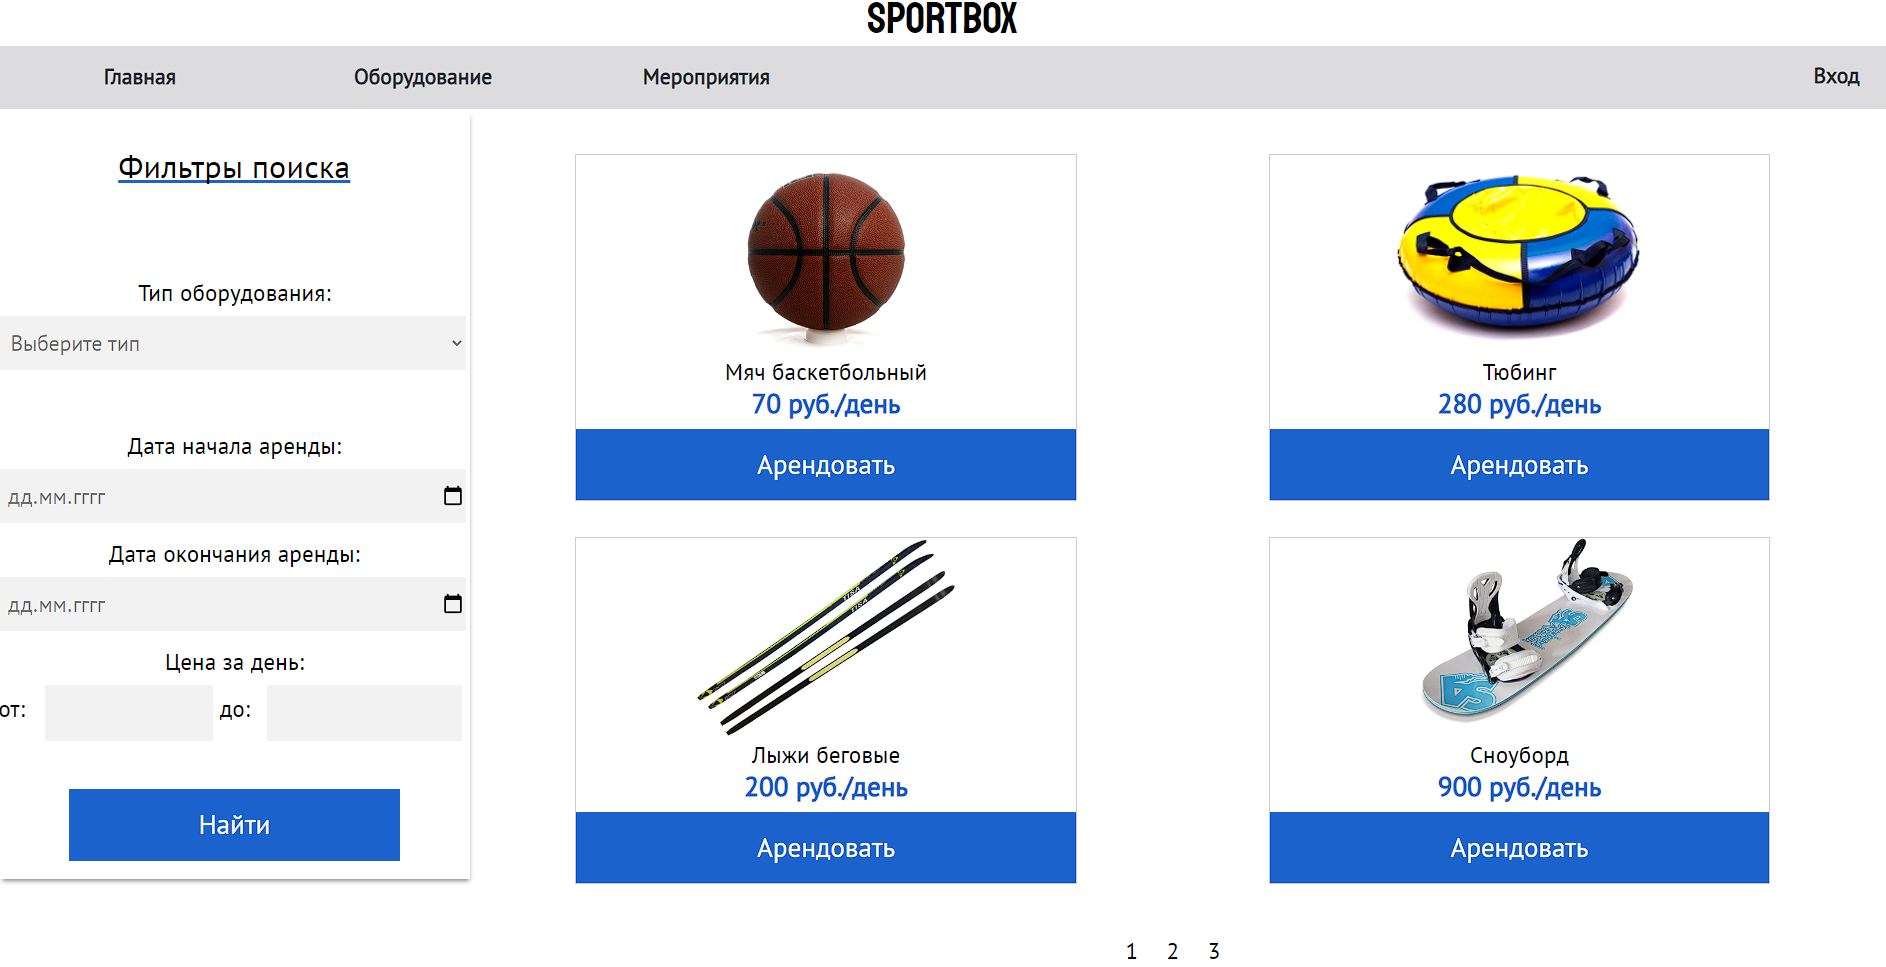 SPORTBOX
Главная Оборудование Мероприятия Вход
Фильтры поиска
Тип оборудования:
Выберите тип
Дата начала аренды:
дд.мм.гггг
Дата окончания аренды:
дд.мм.гггг
Цена за день:
от: до:
Найти
Мяч баскетбольный
70 руб./день
Арендовать
Тюбинг
280 руб./день
Арендовать
TISA
TISA
Лыжи беговые
200 руб./день
Арендовать
Сноуборд
900 руб./день
Арендовать
1 2 3